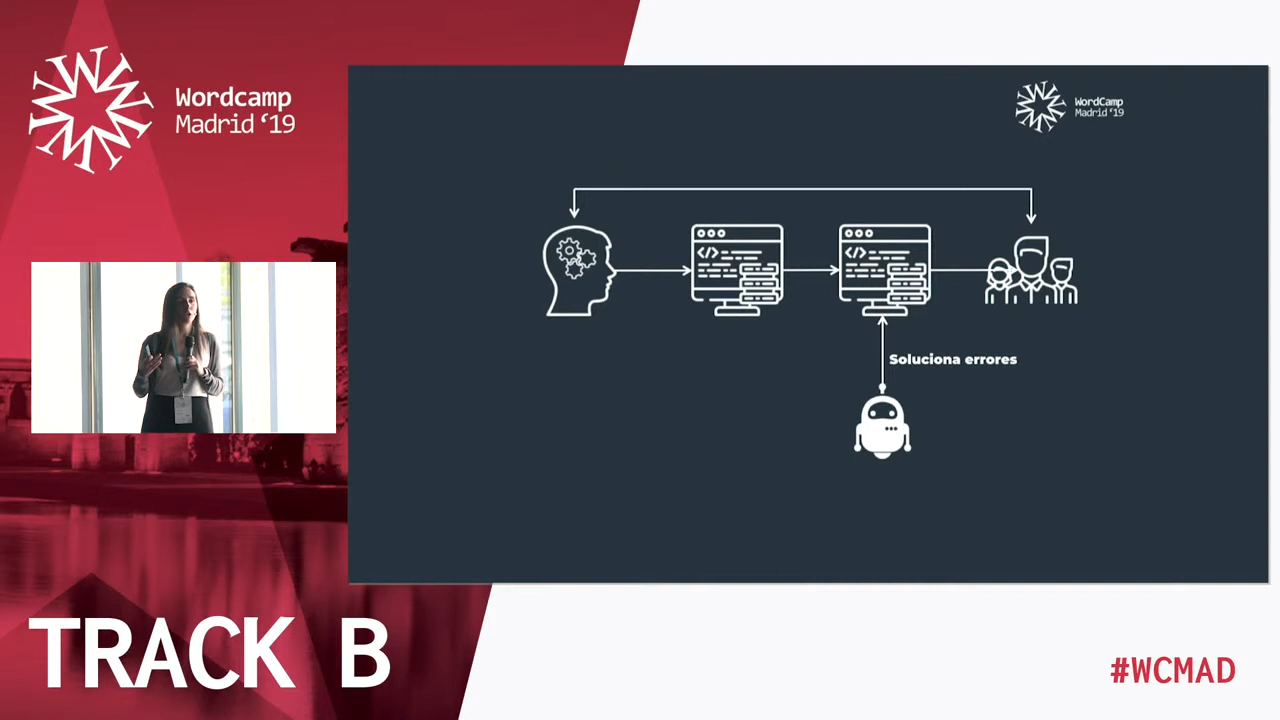 Wordcamp
Madrid ‘19
WordCamp
Madrid ‘19
</>
</>
Soluciona errores
TRACK B
#WCMAD